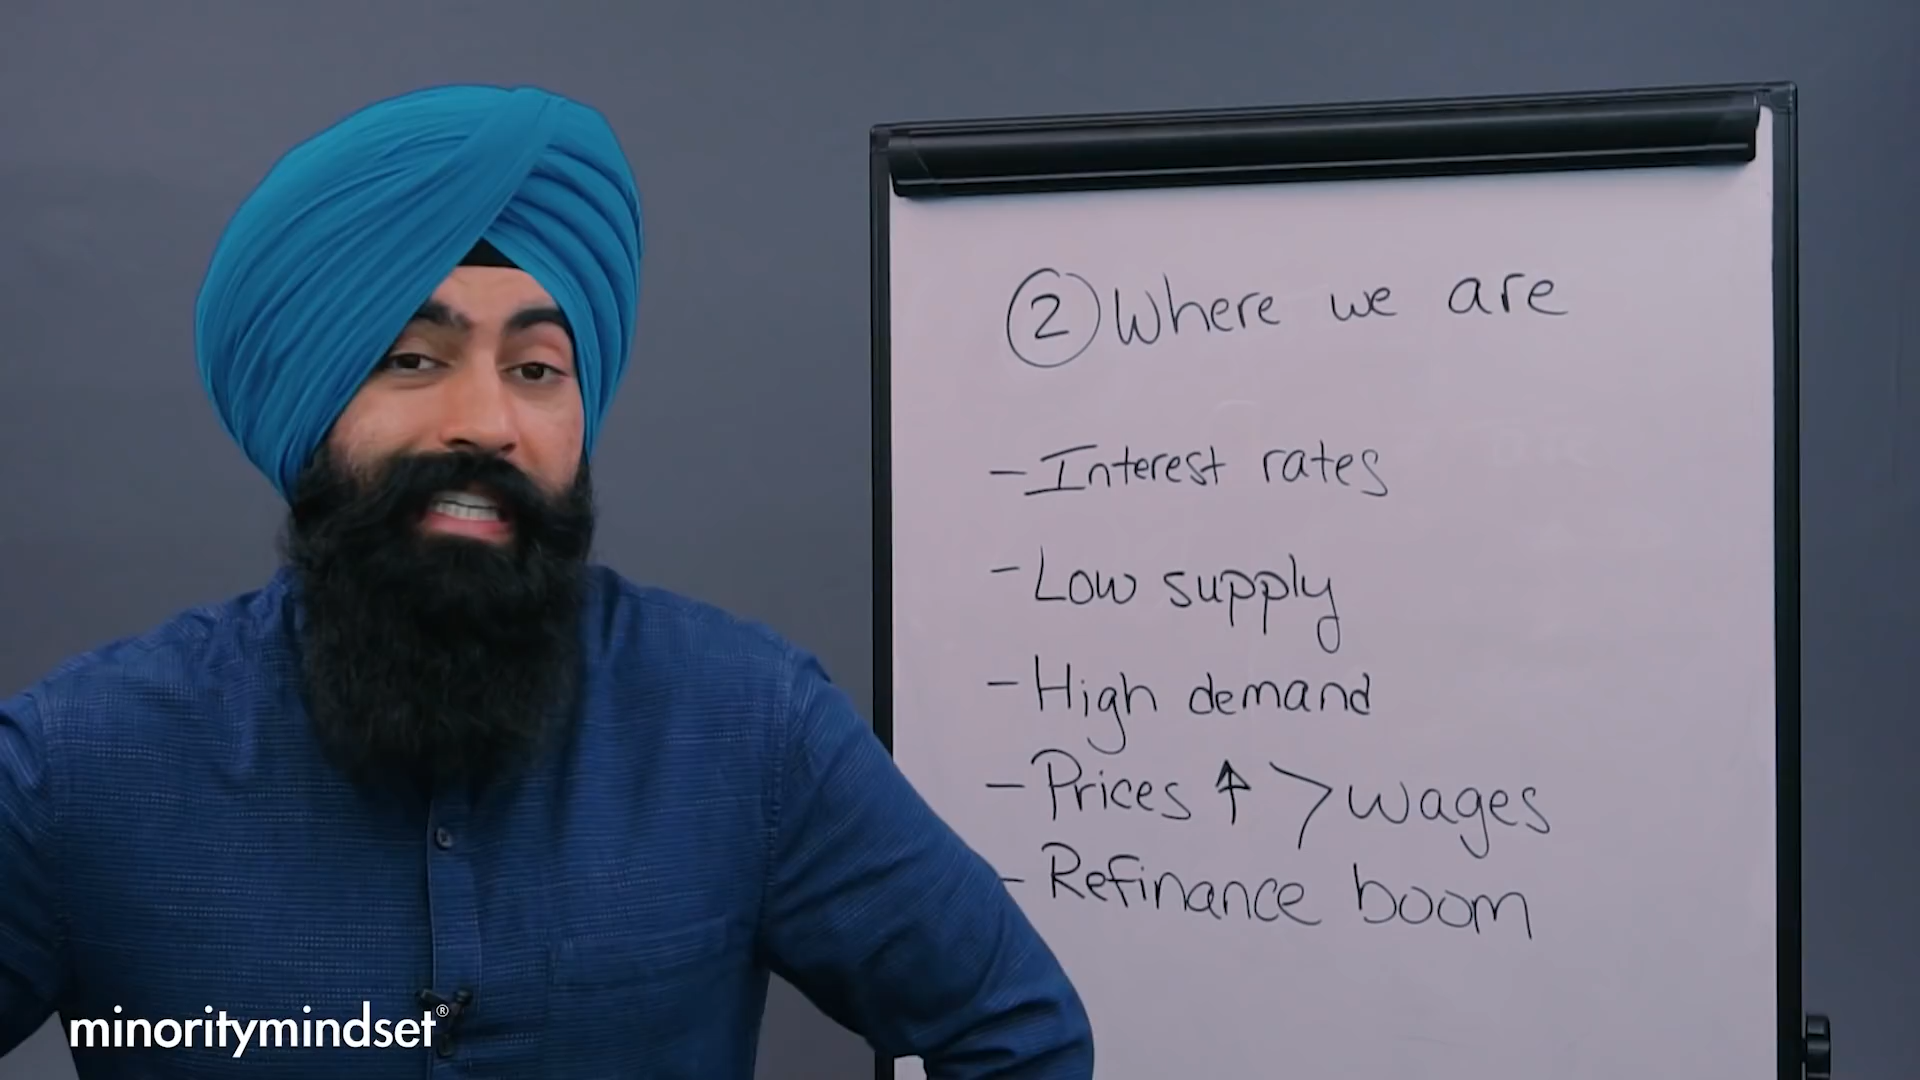 ② Where we are
- Interest rates
- Low supply
- High demand
- Prices ↑ > wages
- Refinance boom
minoritymindset®